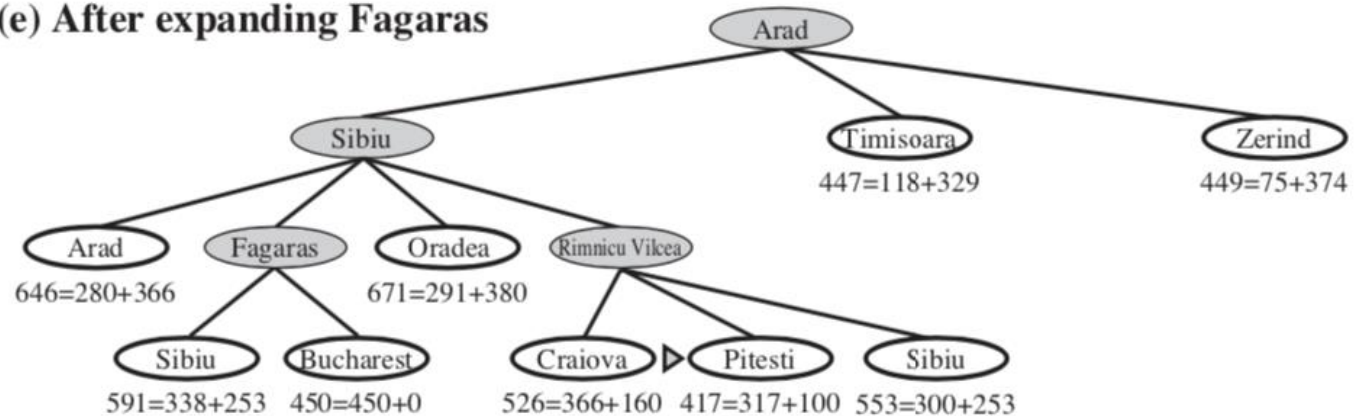 (e) After expanding Fagaras
Arad
Sibiu
Timisoara
Zerind
447=118+329
449=75+374
Arad
Fagaras
Oradea
Rimnicu Vilcea
646=280+366
671=291+380
Sibiu
Bucharest
Craiova
Pitesti
Sibiu
591=338+253
450=450+0
526=366+160
417=317+100
553=300+253